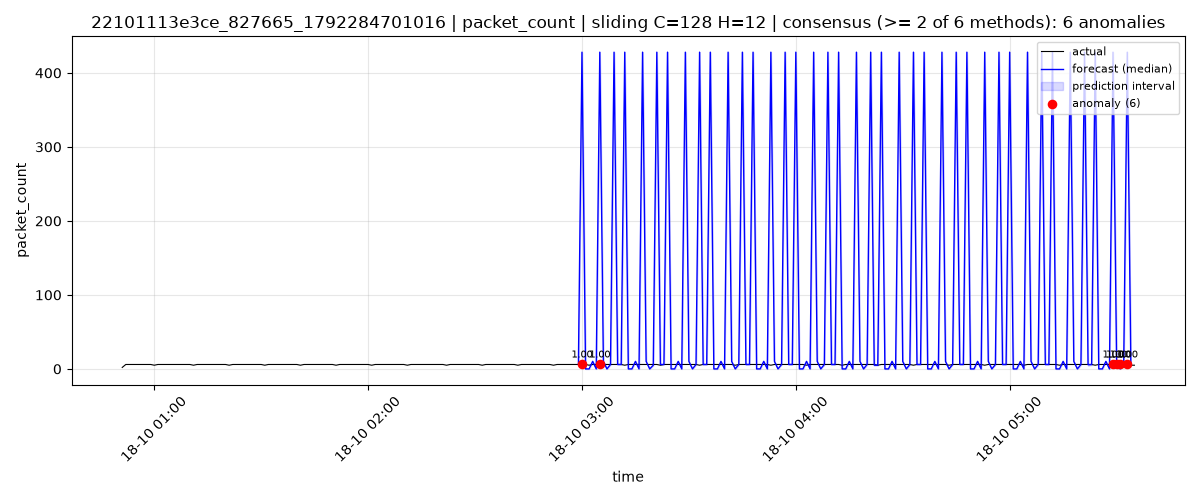 22101113e3ce_827665_1792284701016 | packet_count | sliding C=128 H=12 | consensus (>= 2 of 6 methods): 6 anomalies
actual
forecast (median)
prediction interval
anomaly (6)
packet_count
400
300
200
100
0
1.00
18-10 01:00
18-10 02:00
18-10 03:00
18-10 04:00
18-10 05:00
time